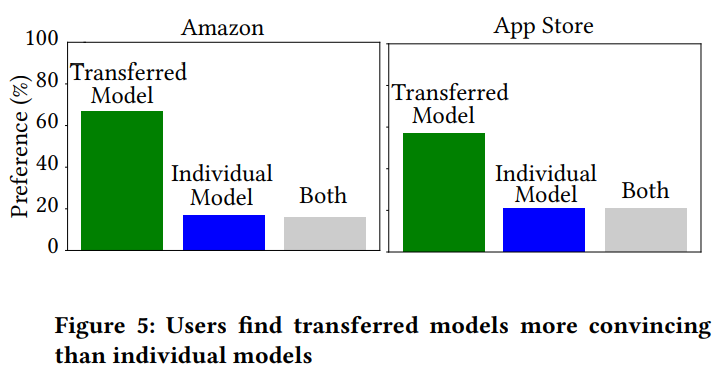 Amazon
App Store
100
80
60
40
20
0
Preference (%)
Transferred
Model
Individual
Model
Both
Transferred
Model
Individual
Model
Both
Figure 5: Users find transferred models more convincing
than individual models